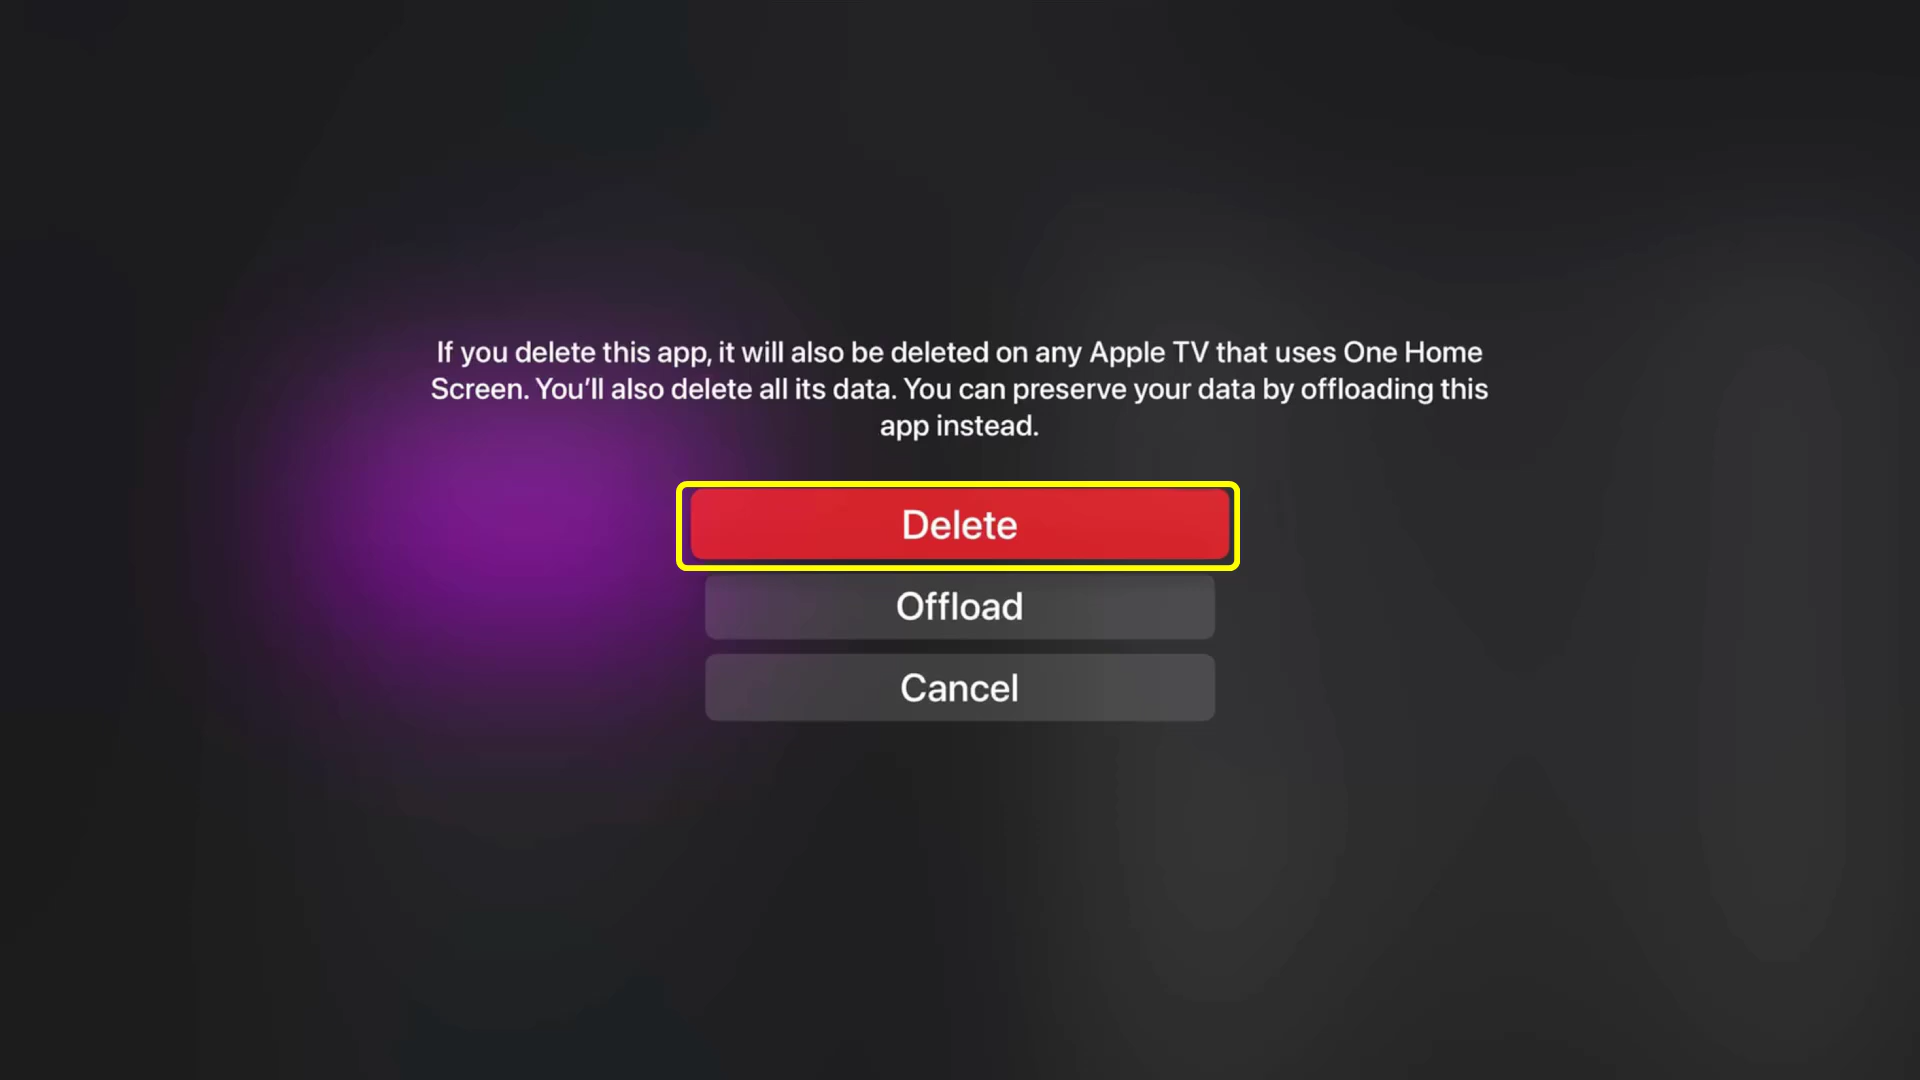 If you delete this app, it will also be deleted on any Apple TV that uses One Home
Screen. You’ll also delete all its data. You can preserve your data by offloading this
app instead.
Delete
Offload
Cancel